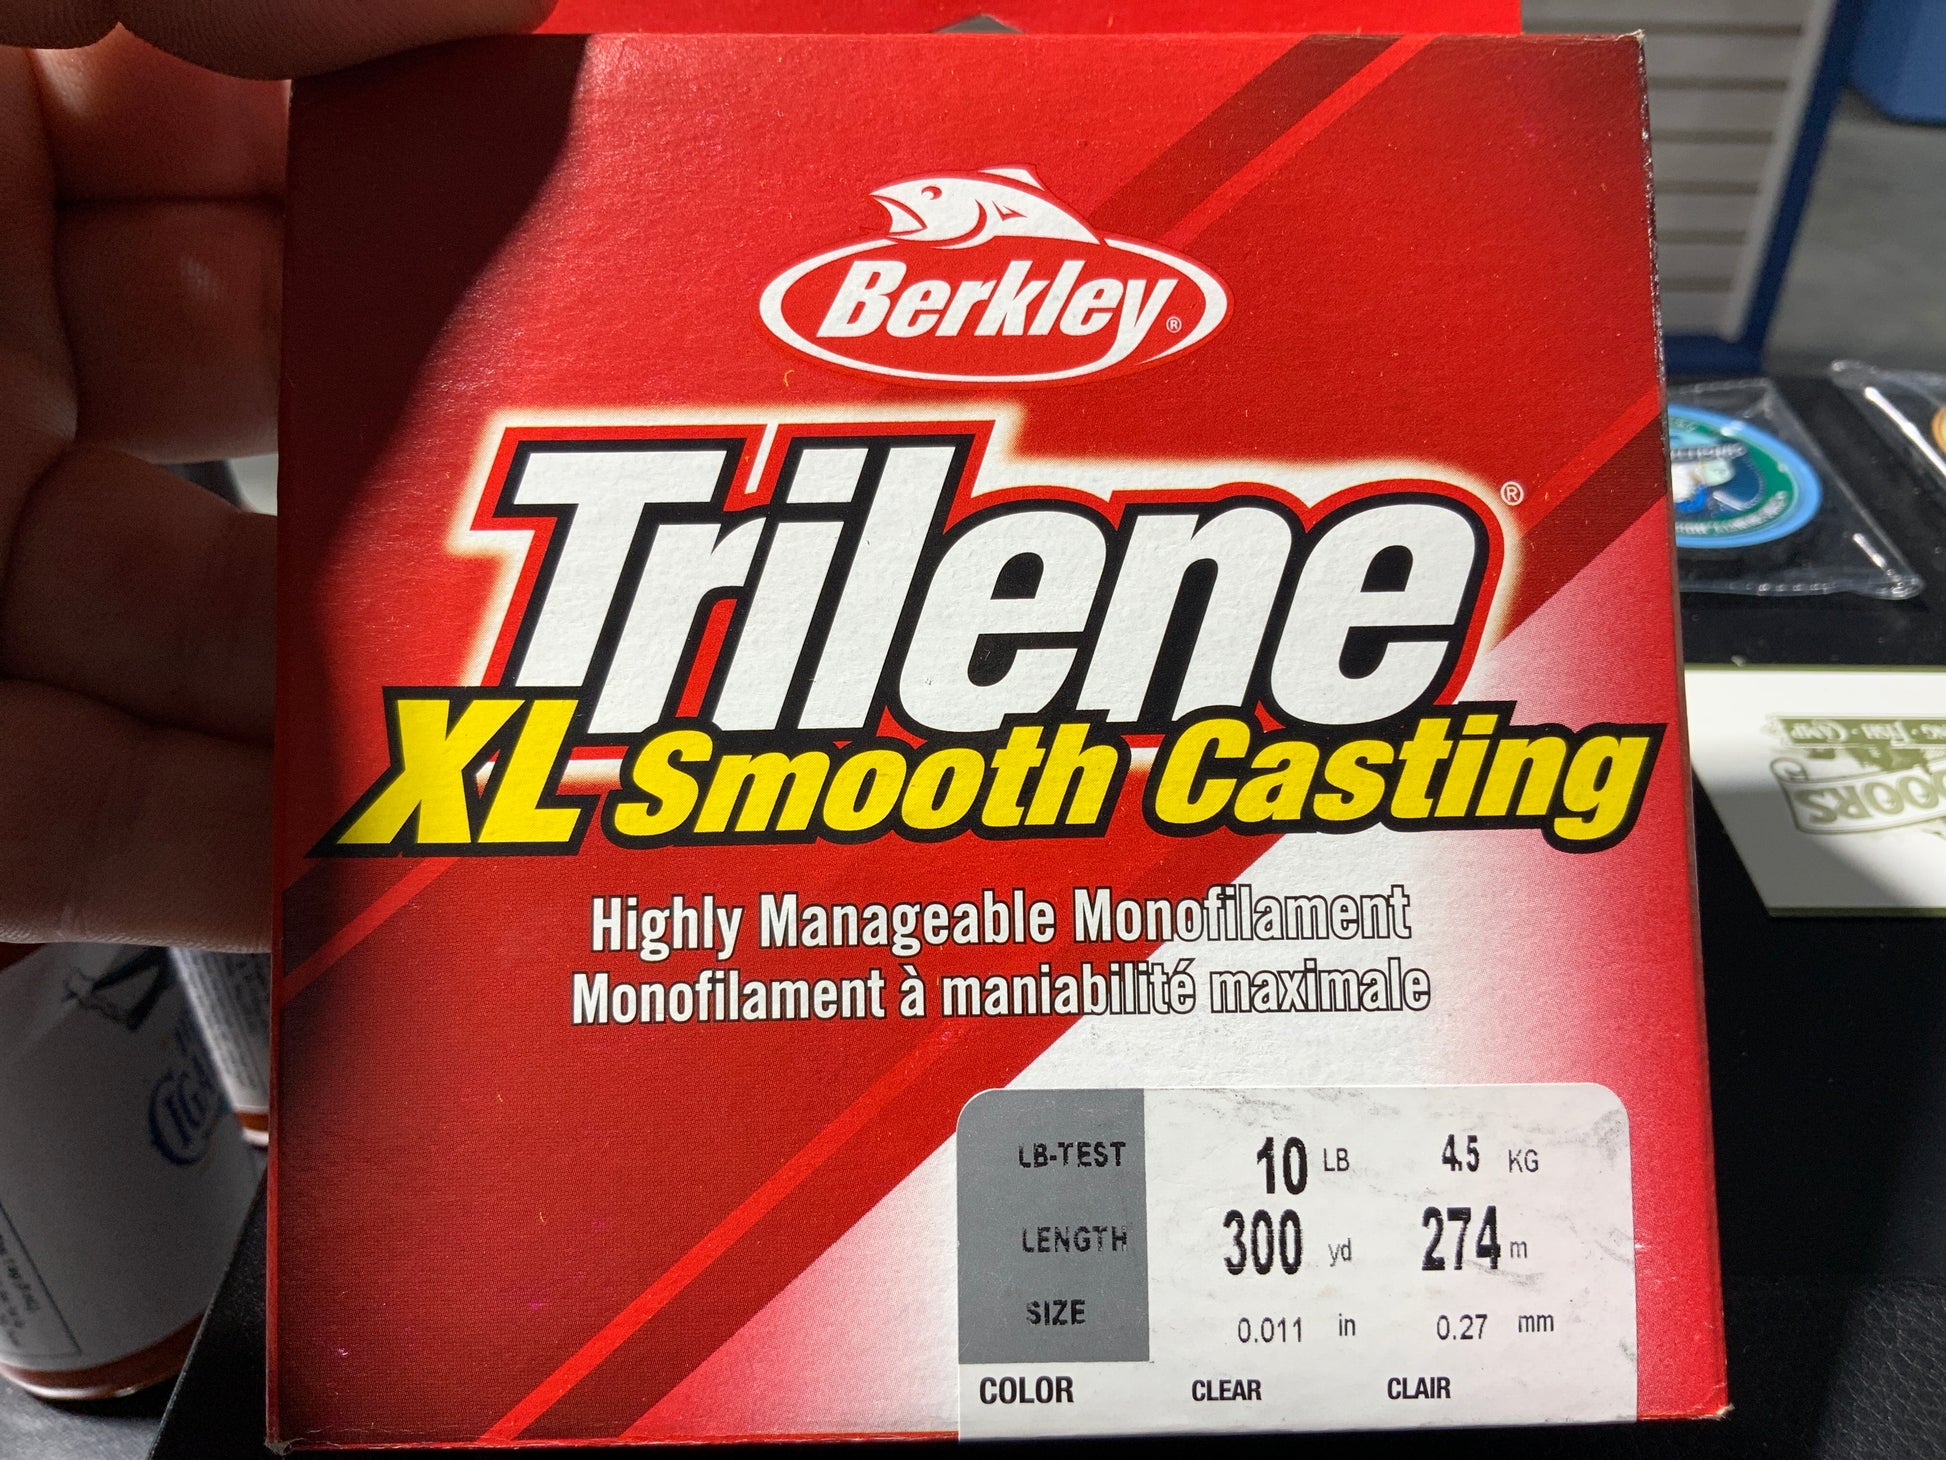 Berkley®
Trilene®
XL Smooth Casting
Highly Manageable Monofilament
Monofilament à maniabilité maximale
LB-TEST 10 LB 4.5 KG
LENGTH 300 yd 274 m
SIZE 0.011 in 0.27 mm
COLOR CLEAR CLAIR